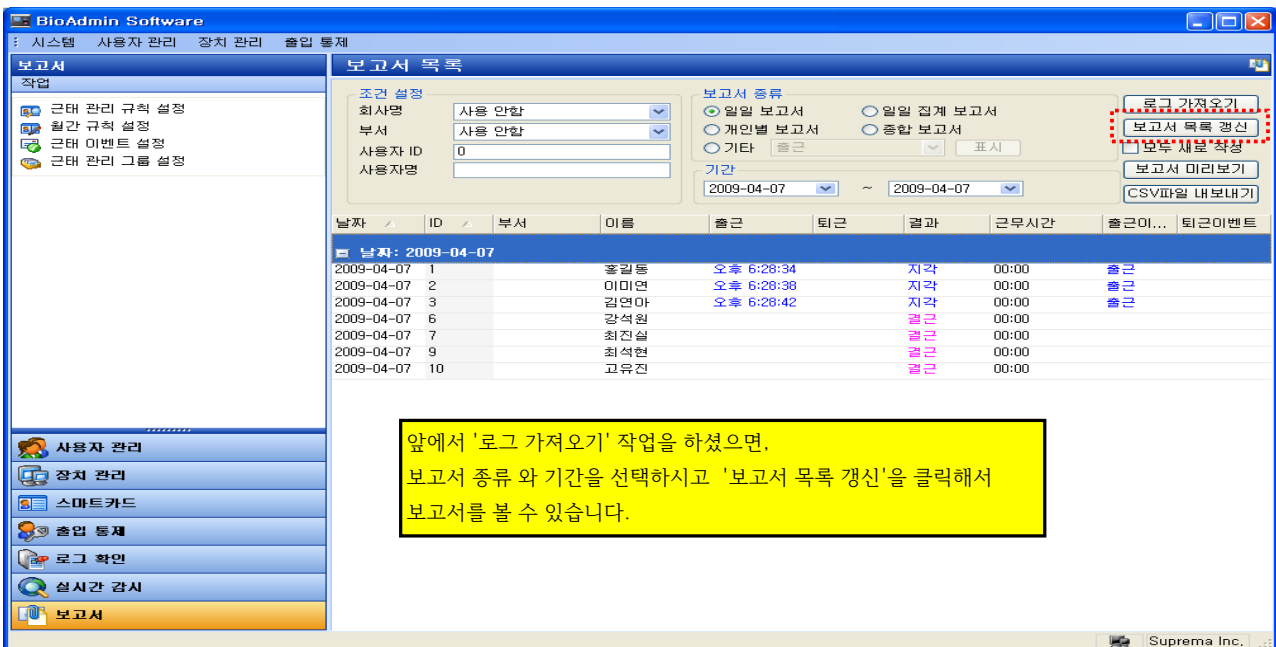 BioAdmin Software
시스템 사용자 관리 장치 관리 출입 통제
보고서
작업
근태 관리 규칙 설정
월간 규칙 설정
근태 이벤트 설정
근태 관리 그룹 설정
사용자 관리
장치 관리
스마트카드
출입 통제
로그 확인
실시간 감시
보고서
보고서 목록
조건 설정
회사명 사용 안함
부서 사용 안함
사용자 ID 0
사용자명
보고서 종류
일일 보고서 일일 집계 보고서
개인별 보고서 종합 보고서
기타 출근 표시
기간
2009-04-07 ~ 2009-04-07
로그 가져오기
보고서 목록 갱신
모두 새로 작성
보고서 미리보기
CSV파일 내보내기
날짜 ID 부서 이름 출근 퇴근 결과 근무시간 출근이... 퇴근이벤트
날짜: 2009-04-07
2009-04-07 1 홍길동 오후 6:28:34 지각 00:00 출근
2009-04-07 2 이미연 오후 6:28:38 지각 00:00 출근
2009-04-07 3 김연아 오후 6:28:42 지각 00:00 출근
2009-04-07 6 강석원 결근 00:00
2009-04-07 7 최진실 결근 00:00
2009-04-07 9 최석현 결근 00:00
2009-04-07 10 고유진 결근 00:00
앞에서 '로그 가져오기' 작업을 하셨으면,
보고서 종류 와 기간을 선택하시고 '보고서 목록 갱신'을 클릭해서
보고서를 볼 수 있습니다.
Suprema Inc.